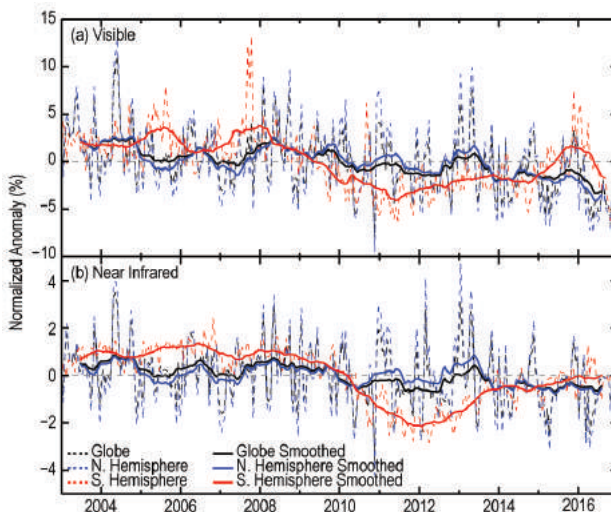 15
(a) Visible
10
5
0
−5
−10
Normalized Anomaly (%)
(b) Near Infrared
4
2
0
−2
−4
Globe
Globe Smoothed
N. Hemisphere
N. Hemisphere Smoothed
S. Hemisphere
S. Hemisphere Smoothed
2004 2006 2008 2010 2012 2014 2016